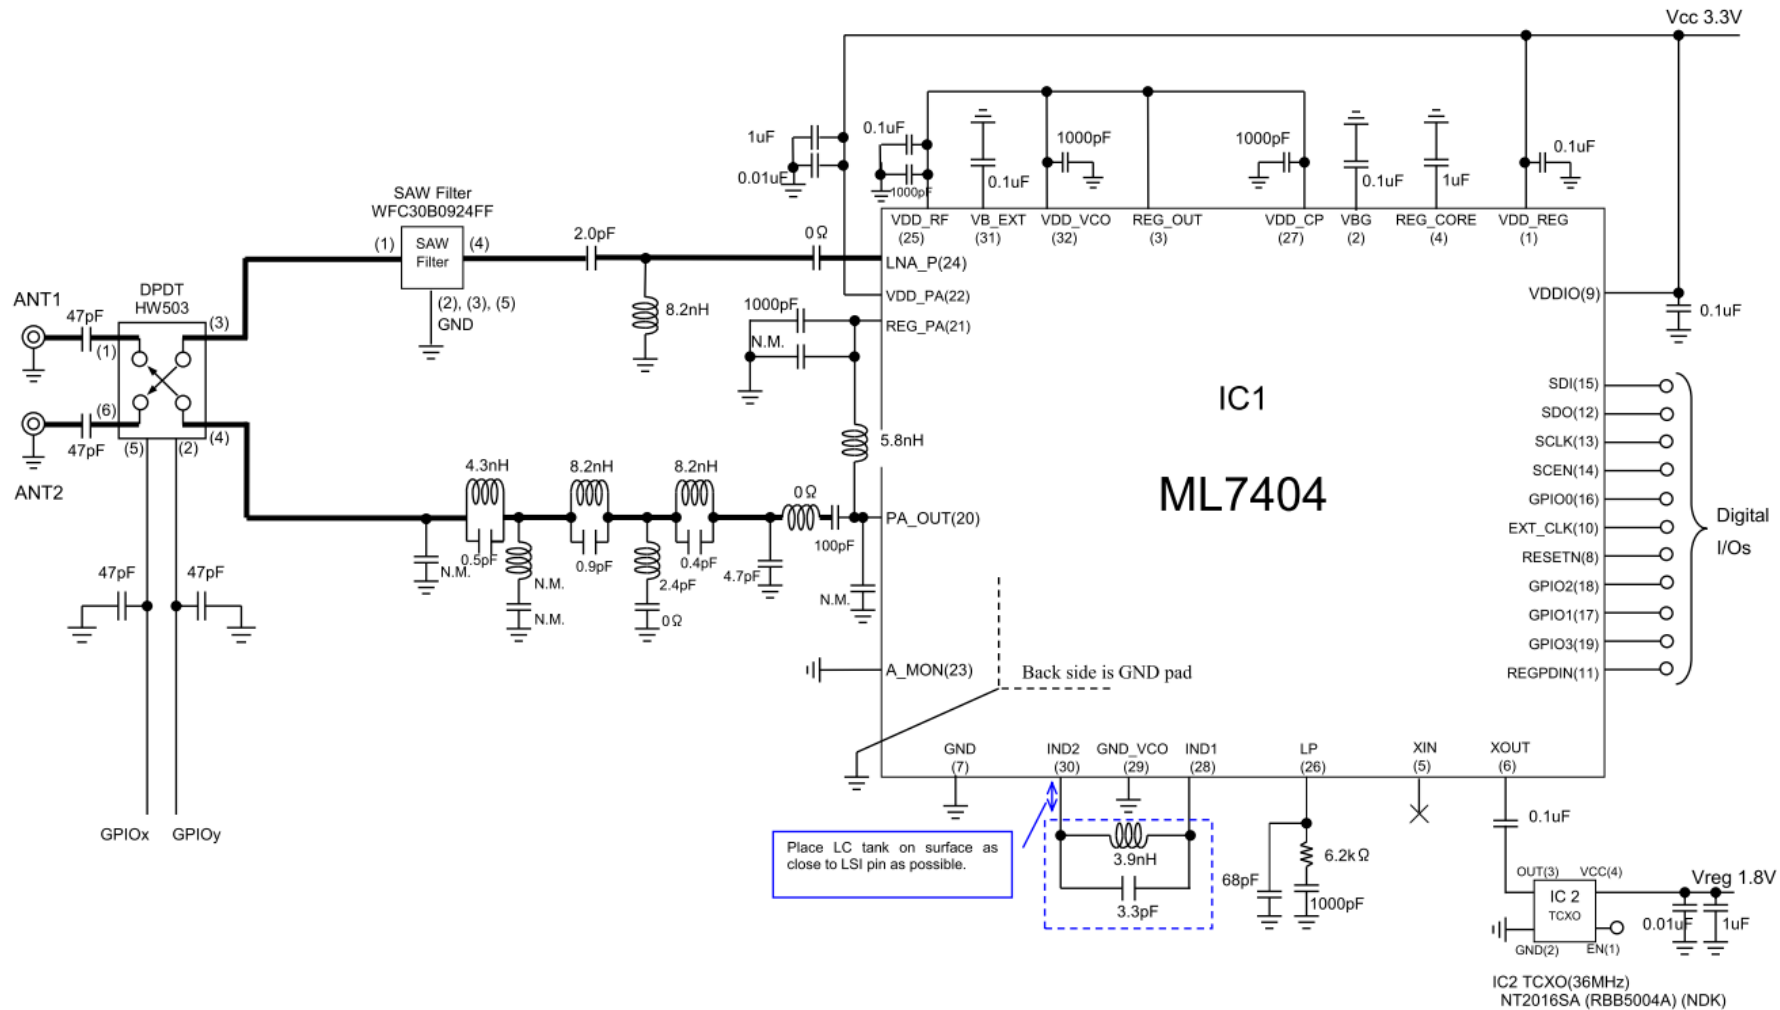 Vcc 3.3V
1uF
0.01uF
0.1uF
1000pF
0.1uF
1000pF
1000pF
0.1uF
1uF
0.1uF
SAW Filter
WFC30B0924FF
(1)
SAW
Filter
(4)
(2), (3), (5)
GND
2.0pF
8.2nH
0Ω
VDD_RF
(25)
VB_EXT
(31)
VDD_VCO
(32)
REG_OUT
(3)
VDD_CP
(27)
VBG
(2)
REG_CORE
(4)
VDD_REG
(1)
LNA_P(24)
VDD_PA(22)
REG_PA(21)
VDDIO(9)
0.1uF
ANT1
47pF
DPDT
HW503
(3)
(1)
(6)
(5)
(2)
(4)
47pF
ANT2
1000pF
N.M.
5.8nH
IC1
ML7404
4.3nH
0.5pF
8.2nH
0.9pF
8.2nH
0.4pF
0Ω
100pF
PA_OUT(20)
N.M.
N.M.
N.M.
2.4pF
0Ω
4.7pF
N.M.
47pF
47pF
GPIOx
GPIOy
A_MON(23)
Back side is GND pad
SDI(15)
SDO(12)
SCLK(13)
SCEN(14)
GPIO0(16)
EXT_CLK(10)
RESETN(8)
GPIO2(18)
GPIO1(17)
GPIO3(19)
REGPDIN(11)
Digital
I/Os
GND
(7)
IND2
(30)
GND_VCO
(29)
IND1
(28)
LP
(26)
XIN
(5)
XOUT
(6)
Place LC tank on surface as
close to LSI pin as possible.
3.9nH
3.3pF
68pF
6.2kΩ
1000pF
0.1uF
OUT(3)
VCC(4)
IC 2
TCXO
GND(2)
EN(1)
Vreg 1.8V
0.01uF
1uF
IC2 TCXO(36MHz)
NT2016SA (RBB5004A) (NDK)